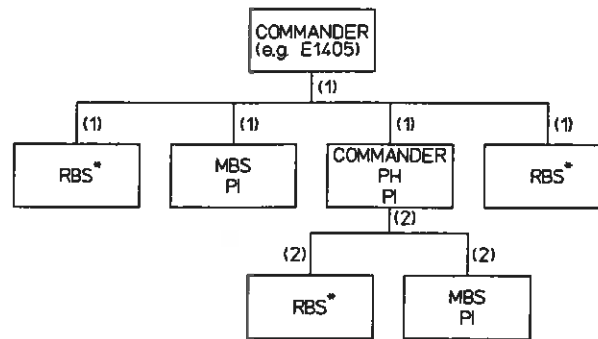 COMMANDER
(e.g. E1405)
(1)
(1)
(1)
(1)
(1)
RBS*
MBS
PI
COMMANDER
PH
PI
RBS*
(2)
(2)
(2)
RBS*
MBS
PI